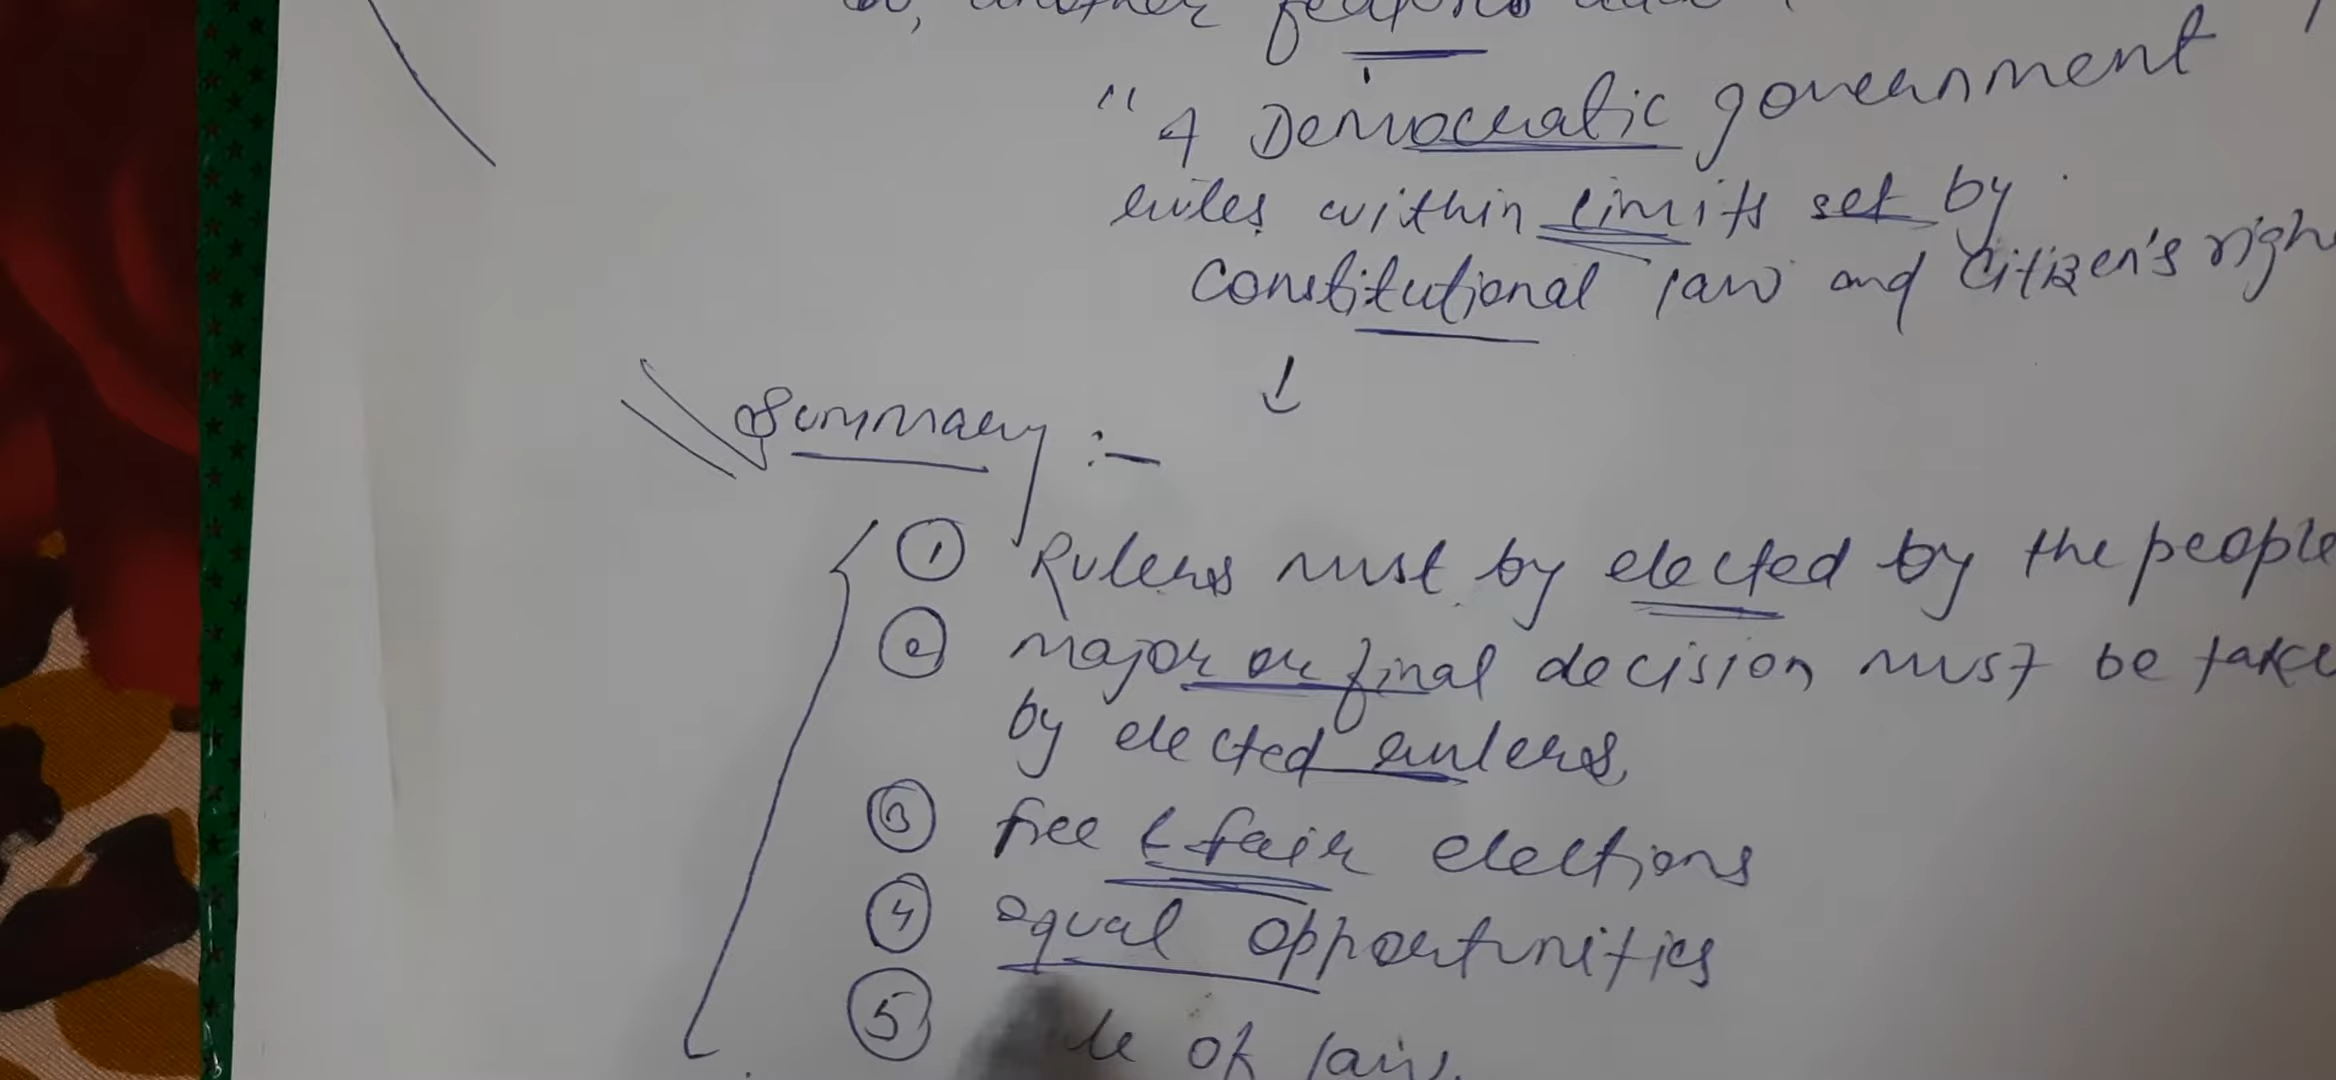 another
"A Democratic government
rules within limits set by
Constitutional law and Citizen's righ
Summary :-
① Rulers must by elected by the people
② major or final decision must be take
by elected rulers,
③ free & fair elections
④ equal opportunities
⑤ le of law.